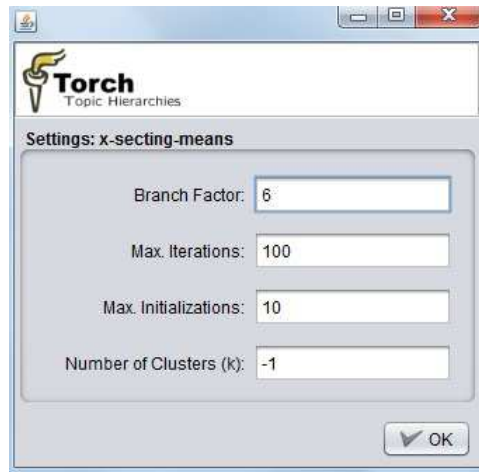 Torch
Topic Hierarchies
Settings: x-secting-means
Branch Factor: 6
Max. Iterations: 100
Max. Initializations: 10
Number of Clusters (k): -1
OK